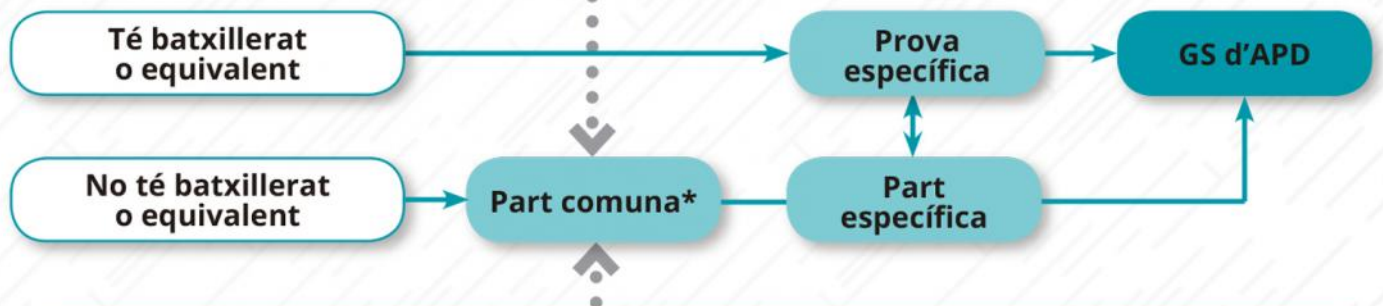 Té batxillerat
o equivalent
Prova
específica
GS d'APD
No té batxillerat
o equivalent
Part comuna*
Part
específica